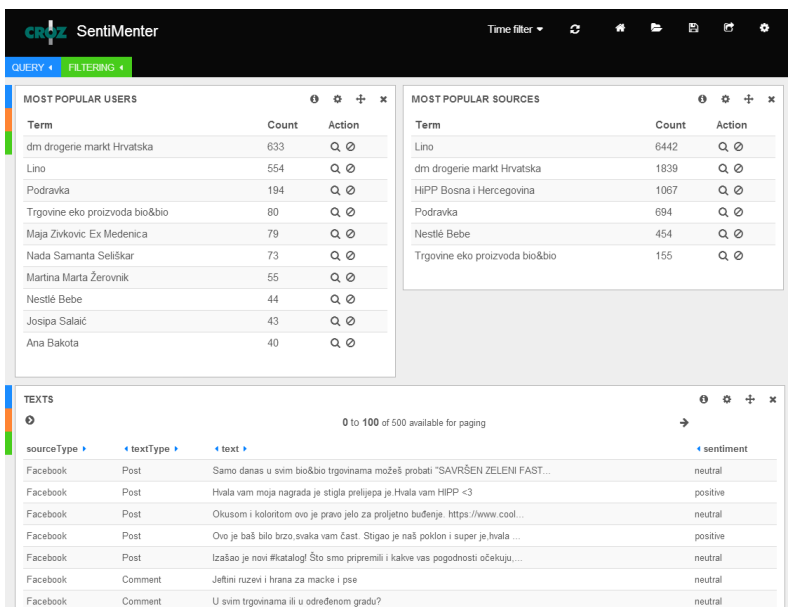 CROZ SentiMenter Time filter
QUERY FILTERING
MOST POPULAR USERS
Term Count Action
dm drogerie markt Hrvatska 633
Lino 554
Podravka 194
Trgovine eko proizvoda bio&bio 80
Maja Zivkovic Ex Medenica 79
Nada Samanta Seliškar 73
Martina Marta Žerovnik 55
Nestlé Bebe 44
Josipa Salaić 43
Ana Bakota 40
MOST POPULAR SOURCES
Term Count Action
Lino 6442
dm drogerie markt Hrvatska 1839
HiPP Bosna i Hercegovina 1067
Podravka 694
Nestlé Bebe 454
Trgovine eko proizvoda bio&bio 155
TEXTS
0 to 100 of 500 available for paging
sourceType textType text sentiment
Facebook Post Samo danas u svim bio&bio trgovinama možeš probati "SAVRŠEN ZELENI FAST... neutral
Facebook Post Hvala vam moja nagrada je stigla prelijepa je.Hvala vam HIPP <3 positive
Facebook Post Okusom i koloritom ovo je pravo jelo za proljetno buđenje. https://www.cool... neutral
Facebook Post Ovo je baš bilo brzo,svaka vam čast. Stigao je naš poklon i super je,hvala ... positive
Facebook Post Izašao je novi #katalog! Što smo pripremili i kakve vas pogodnosti očekuju,... neutral
Facebook Comment Jeftini ruzevi i hrana za macke i pse neutral
Facebook Comment U svim trgovinama ili u određenom gradu? neutral